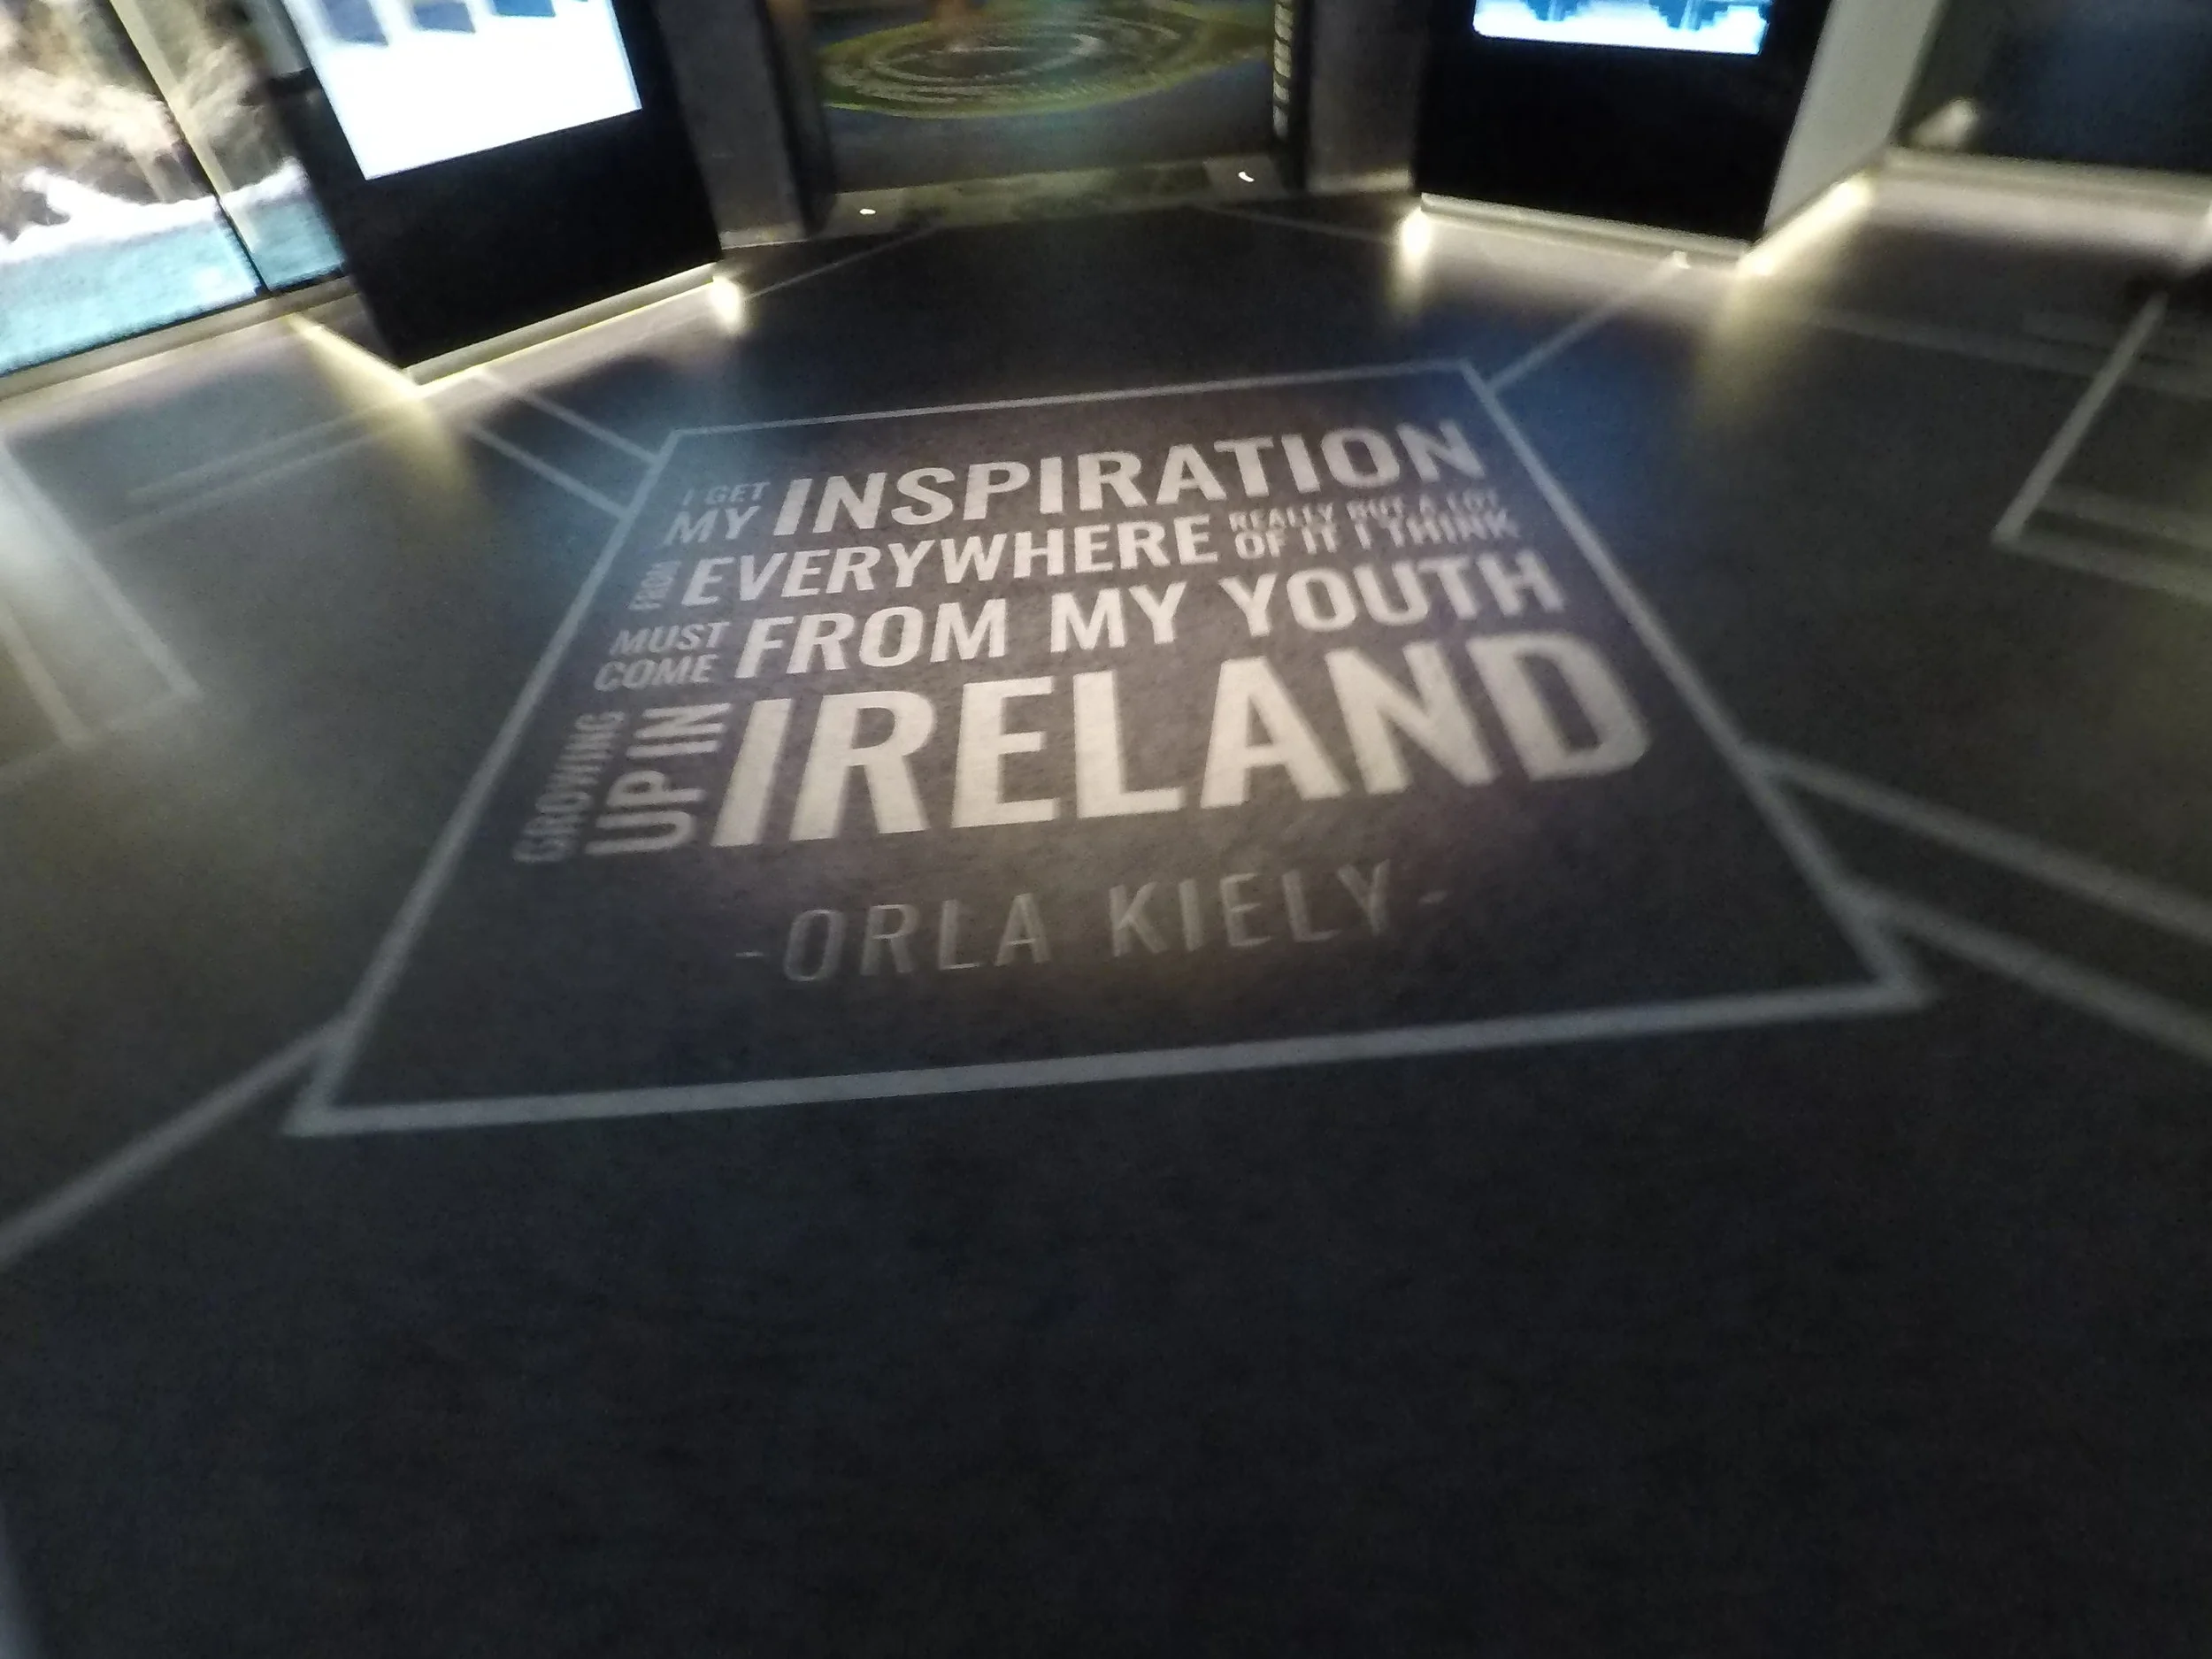 I GET
MY INSPIRATION
FROM EVERYWHERE REALLY BUT A LOT
OF IT I THINK
MUST
COME FROM MY YOUTH
GROWING
UP IN IRELAND
-ORLA KIELY-